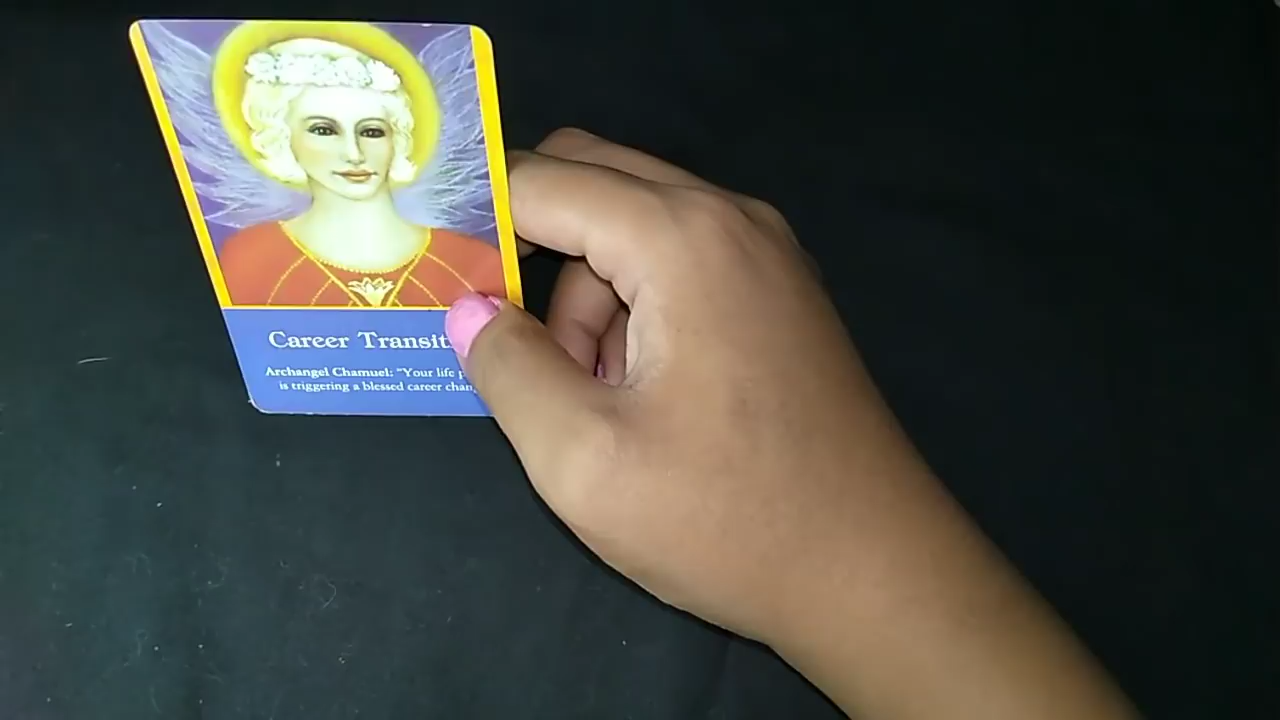 Career Transit
Archangel Chamuel: "Your life p
is triggering a blessed career chan